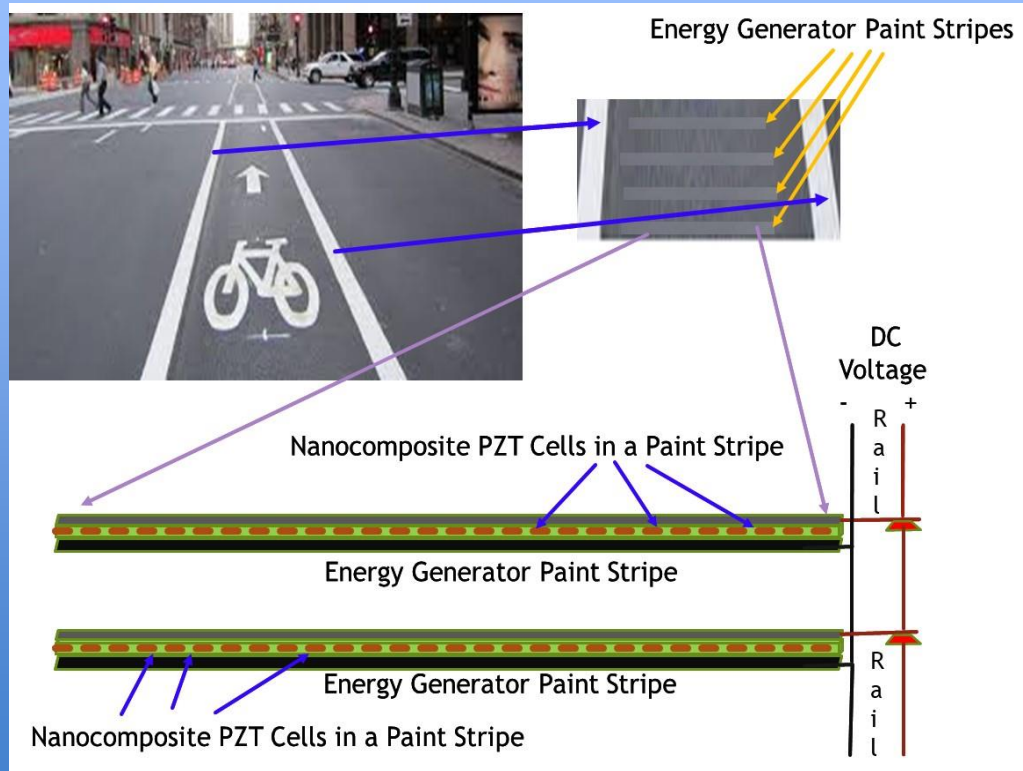 Energy Generator Paint Stripes
DC
Voltage
- +
R
a
i
l
Nanocomposite PZT Cells in a Paint Stripe
Energy Generator Paint Stripe
Energy Generator Paint Stripe
R
a
i
l
Nanocomposite PZT Cells in a Paint Stripe